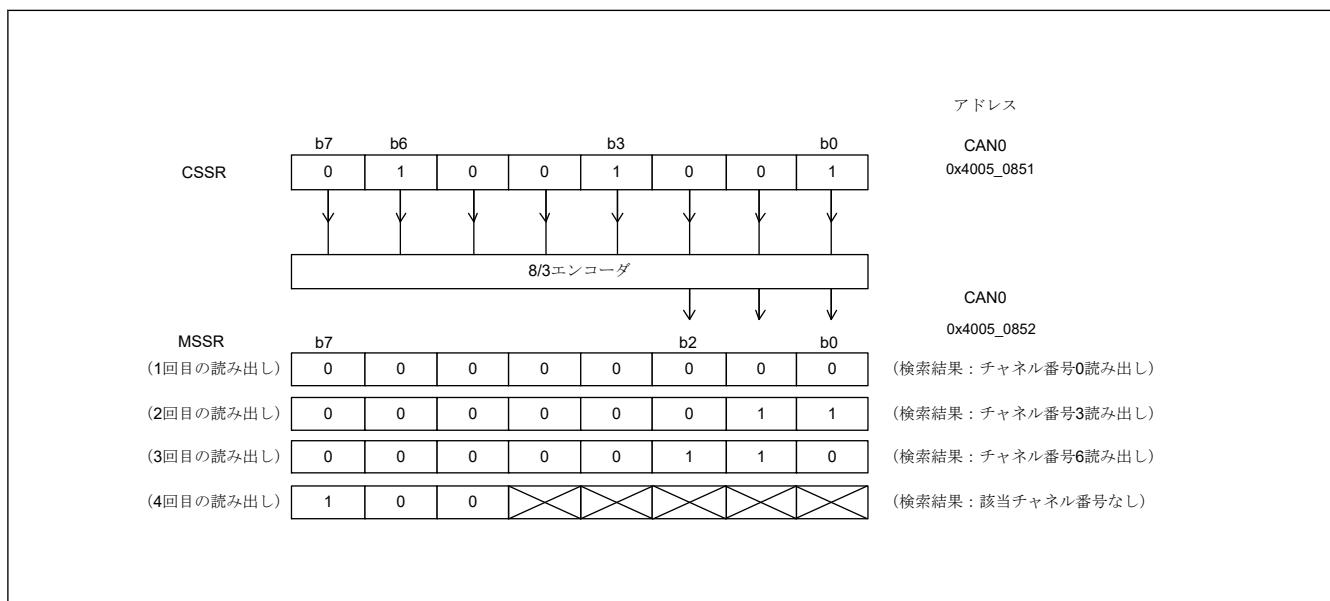 アドレス
b7 b6 b3 b0 CAN0
CSSR 0 1 0 0 1 0 0 1 0x4005_0851
8/3エンコーダ
CAN0
0x4005_0852
MSSR b7 b2 b0
(1回目の読み出し) 0 0 0 0 0 0 0 0 (検索結果:チャネル番号0読み出し)
(2回目の読み出し) 0 0 0 0 0 0 1 1 (検索結果:チャネル番号3読み出し)
(3回目の読み出し) 0 0 0 0 0 1 1 0 (検索結果:チャネル番号6読み出し)
(4回目の読み出し) 1 0 0 (検索結果:該当チャネル番号なし)